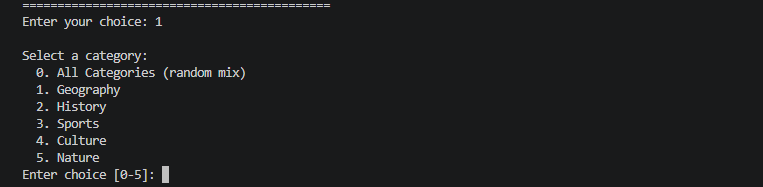 ============================================
Enter your choice: 1
Select a category:
0. All Categories (random mix)
1. Geography
2. History
3. Sports
4. Culture
5. Nature
Enter choice [0-5]: